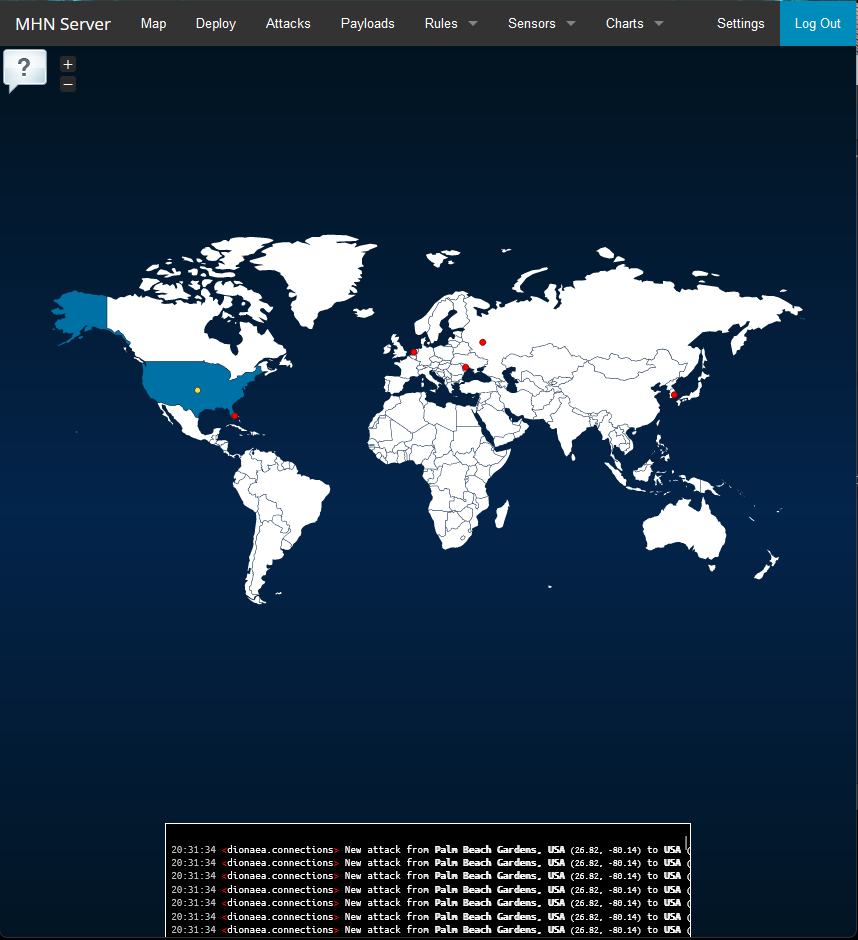 MHN Server Map Deploy Attacks Payloads Rules Sensors Charts Settings Log Out
?
+
−
20:31:34 <dionaea.connections> New attack from Palm Beach Gardens, USA (26.82, -80.14) to USA (
20:31:34 <dionaea.connections> New attack from Palm Beach Gardens, USA (26.82, -80.14) to USA (
20:31:34 <dionaea.connections> New attack from Palm Beach Gardens, USA (26.82, -80.14) to USA (
20:31:34 <dionaea.connections> New attack from Palm Beach Gardens, USA (26.82, -80.14) to USA (
20:31:34 <dionaea.connections> New attack from Palm Beach Gardens, USA (26.82, -80.14) to USA (
20:31:34 <dionaea.connections> New attack from Palm Beach Gardens, USA (26.82, -80.14) to USA (
20:31:34 <dionaea.connections> New attack from Palm Beach Gardens, USA (26.82, -80.14) to USA (